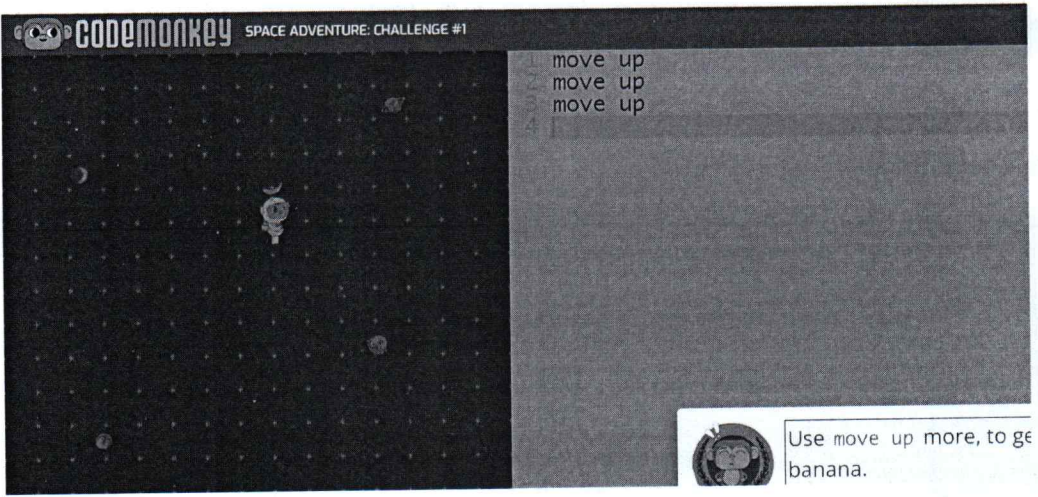 CODEMONKEY
SPACE ADVENTURE: CHALLENGE #1
1 move up
2 move up
3 move up
4
Use move up more, to ge
banana.